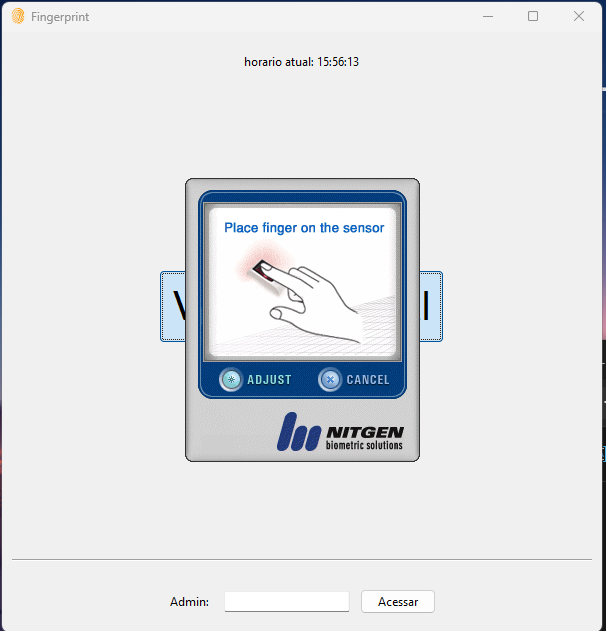 Fingerprint
horario atual: 15:56:13
Place finger on the sensor
ADJUST CANCEL
NITGEN
biometric solutions
Admin: Acessar